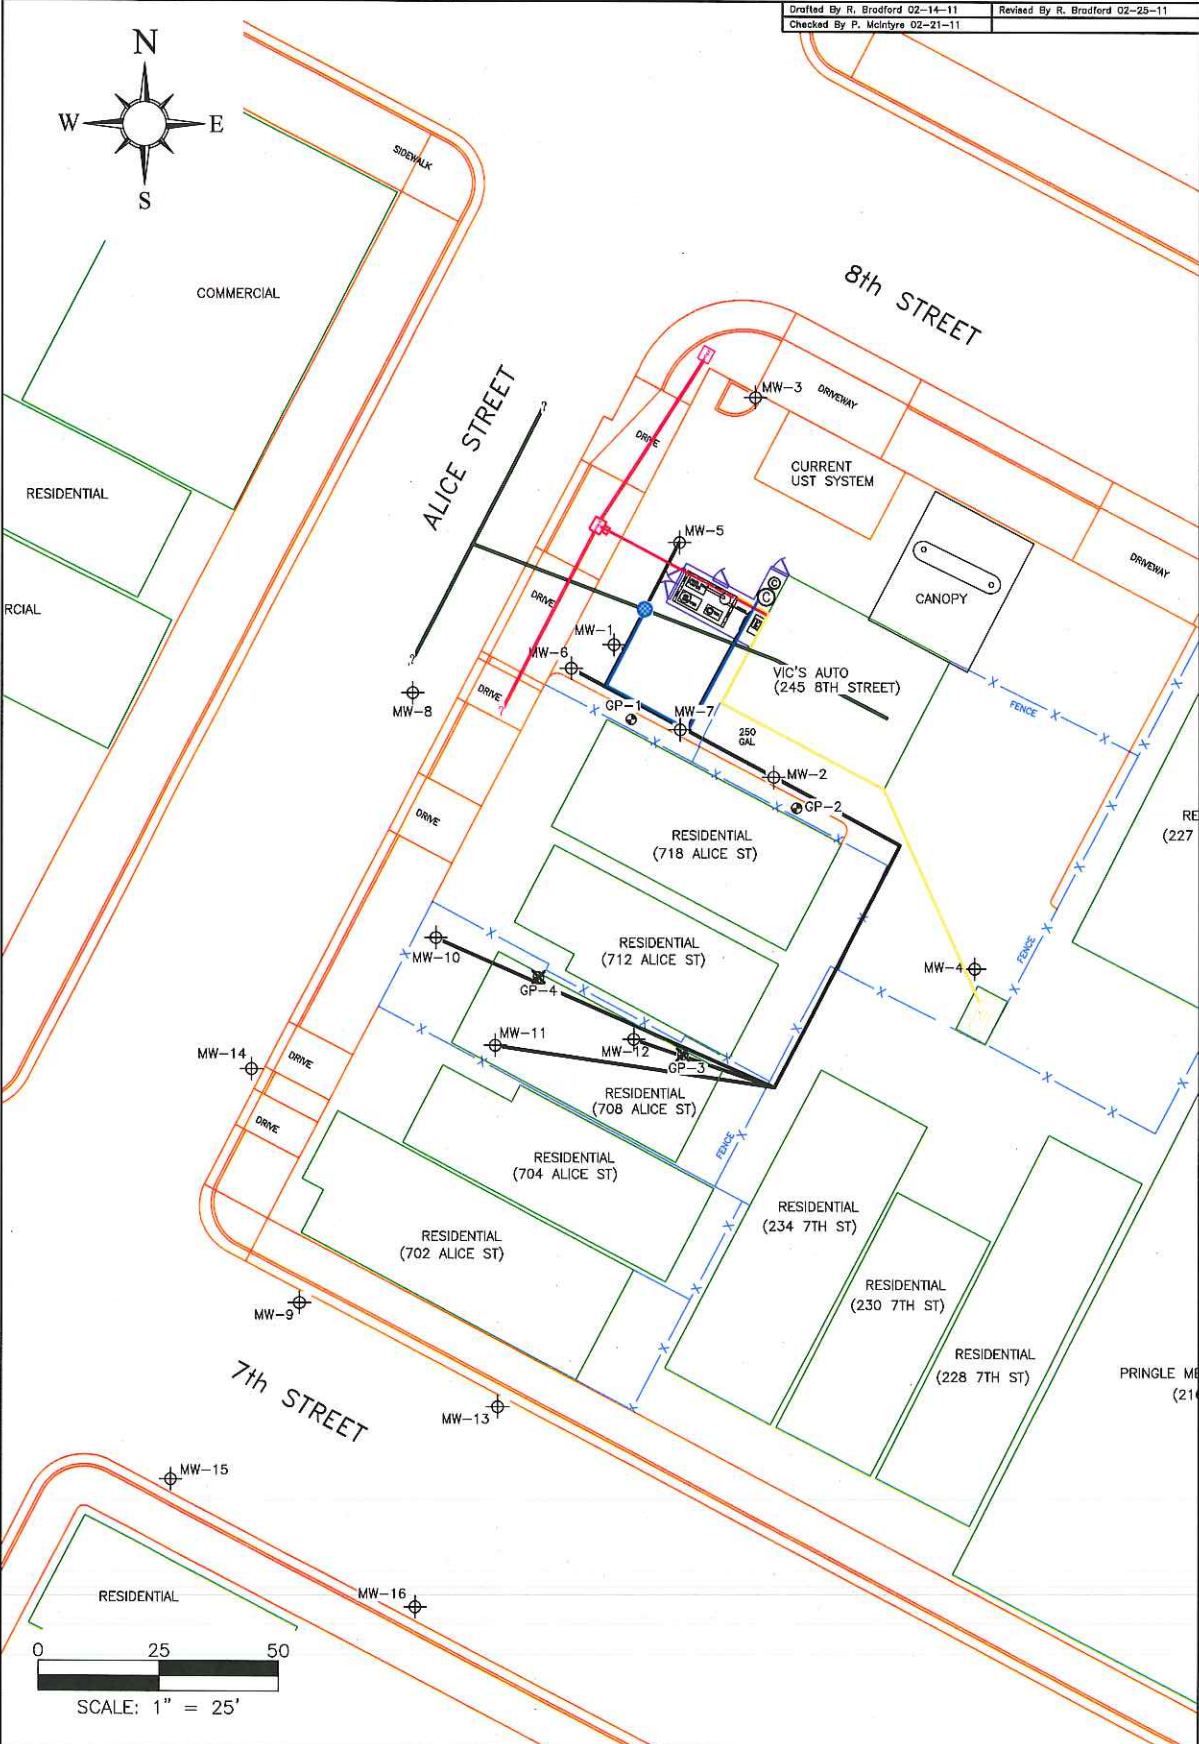 Drafted By R. Bradford 02-14-11
Revised By R. Bradford 02-25-11
Checked By P. McIntyre 02-21-11
N
W
E
S
SIDEWALK
COMMERCIAL
8th STREET
ALICE STREET
?
MW-3
DRIVEWAY
DRIVE
CURRENT
UST SYSTEM
RESIDENTIAL
MW-5
DRIVEWAY
CANOPY
RCIAL
DRIVE
MW-1
MW-6
?
DRIVE
?
MW-8
VIC'S AUTO
(245 8TH STREET)
FENCE
GP-1
MW-7
250
GAL
MW-2
GP-2
DRIVE
RESIDENTIAL
(718 ALICE ST)
RE
(227
RESIDENTIAL
(712 ALICE ST)
MW-10
FENCE
MW-4
GP-4
MW-11
MW-12
MW-14
DRIVE
GP-3
RESIDENTIAL
(708 ALICE ST)
DRIVE
FENCE
RESIDENTIAL
(704 ALICE ST)
RESIDENTIAL
(234 7TH ST)
RESIDENTIAL
(702 ALICE ST)
RESIDENTIAL
(230 7TH ST)
MW-9
RESIDENTIAL
(228 7TH ST)
PRINGLE ME
(210
7th STREET
MW-13
MW-15
RESIDENTIAL
MW-16
0 25 50
SCALE: 1" = 25'